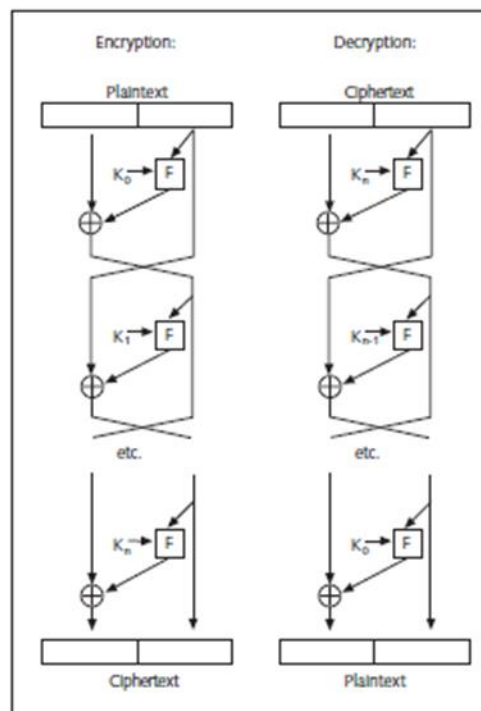 Encryption: Decryption:
Plaintext Ciphertext
K₀ F Kₙ F
K₁ F Kₙ₋₁ F
etc. etc.
Kₙ F K₀ F
Ciphertext Plaintext